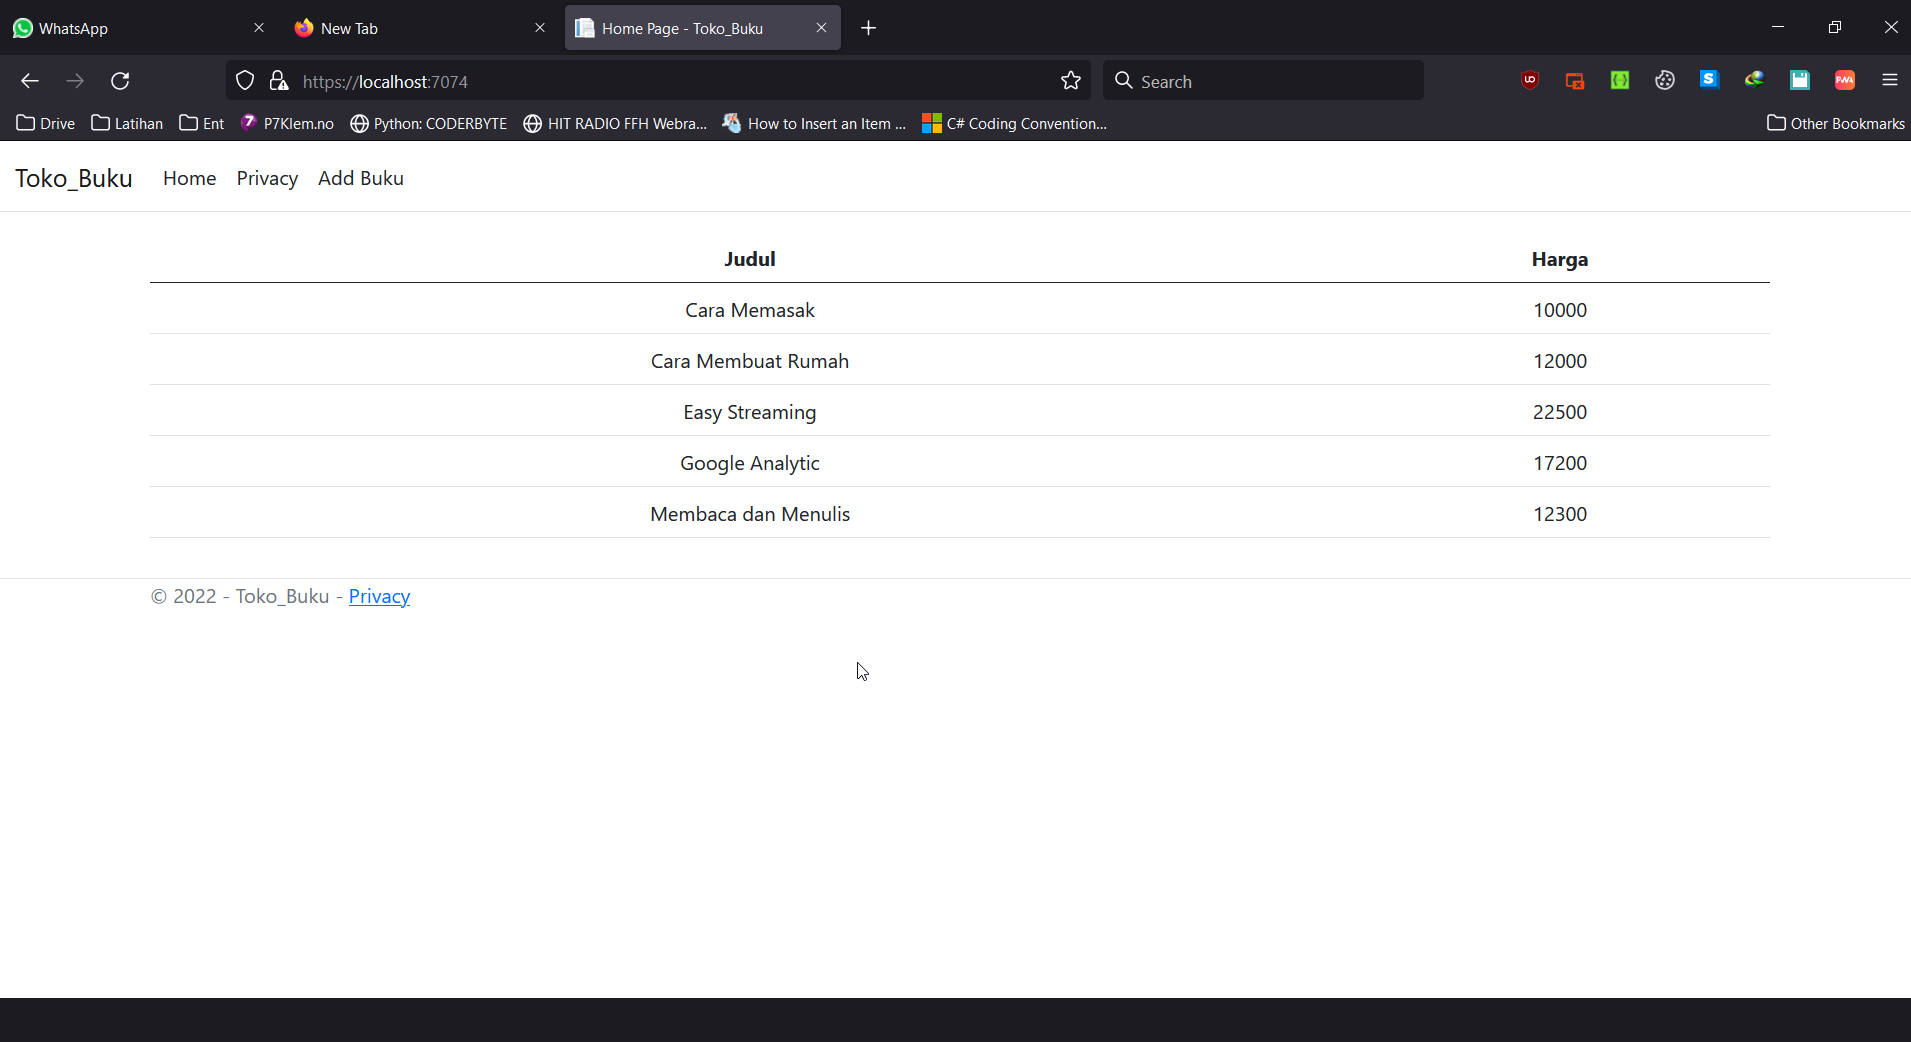 WhatsApp New Tab Home Page - Toko_Buku
https://localhost:7074 Search
Drive Latihan Ent P7Klem.no Python: CODERBYTE HIT RADIO FFH Webra... How to Insert an Item ... C# Coding Convention... Other Bookmarks
Toko_Buku Home Privacy Add Buku
Judul Harga
Cara Memasak 10000
Cara Membuat Rumah 12000
Easy Streaming 22500
Google Analytic 17200
Membaca dan Menulis 12300
© 2022 - Toko_Buku - Privacy